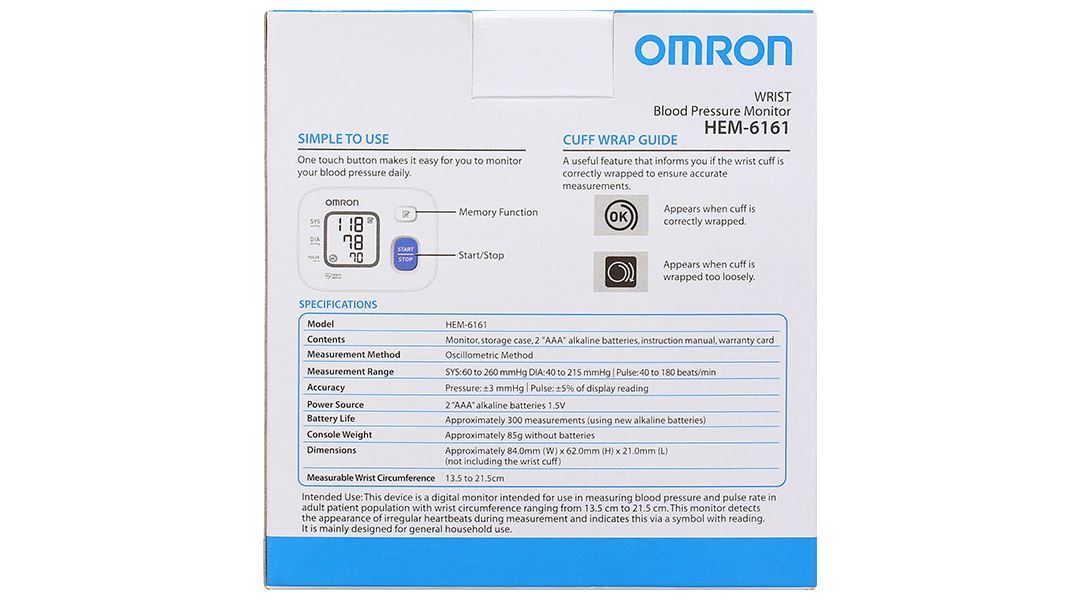 OMRON
WRIST
Blood Pressure Monitor
HEM-6161
SIMPLE TO USE
One touch button makes it easy for you to monitor
your blood pressure daily.
OMRON
SYS
mmHg
118
DIA
mmHg
78
PULSE
70
OK
START
STOP
Memory Function
Start/Stop
CUFF WRAP GUIDE
A useful feature that informs you if the wrist cuff is
correctly wrapped to ensure accurate
measurements.
OK
Appears when cuff is
correctly wrapped.
Appears when cuff is
wrapped too loosely.
SPECIFICATIONS
Model HEM-6161
Contents Monitor, storage case, 2 "AAA" alkaline batteries, instruction manual, warranty card
Measurement Method Oscillometric Method
Measurement Range SYS: 60 to 260 mmHg DIA: 40 to 215 mmHg | Pulse: 40 to 180 beats/min
Accuracy Pressure: ±3 mmHg | Pulse: ±5% of display reading
Power Source 2 "AAA" alkaline batteries 1.5V
Battery Life Approximately 300 measurements (using new alkaline batteries)
Console Weight Approximately 85g without batteries
Dimensions Approximately 84.0mm (W) x 62.0mm (H) x 21.0mm (L)
(not including the wrist cuff)
Measurable Wrist Circumference 13.5 to 21.5cm
Intended Use: This device is a digital monitor intended for use in measuring blood pressure and pulse rate in
adult patient population with wrist circumference ranging from 13.5 cm to 21.5 cm. This monitor detects
the appearance of irregular heartbeats during measurement and indicates this via a symbol with reading.
It is mainly designed for general household use.